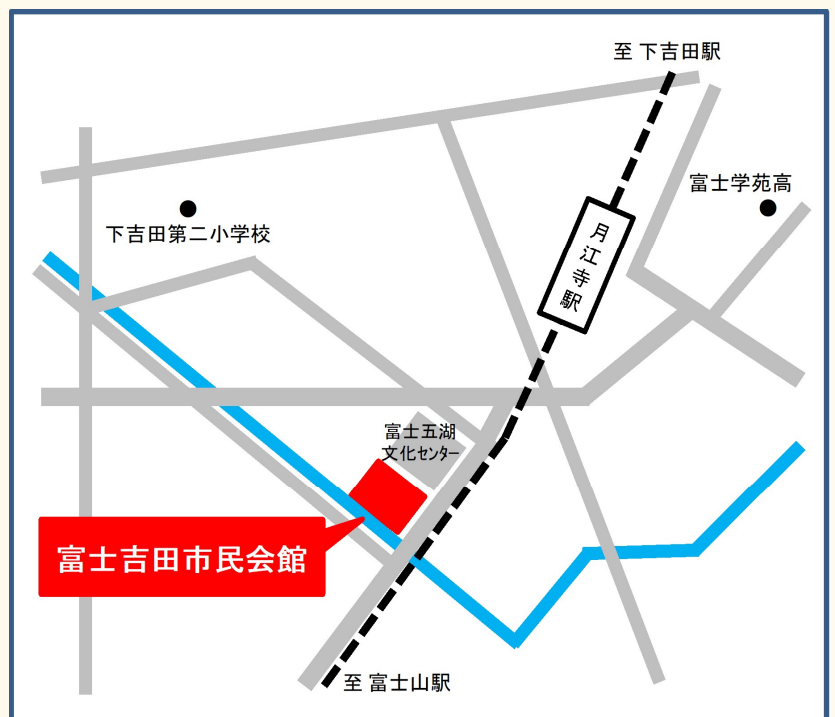 至 下吉田駅
富士学苑高
下吉田第二小学校
月江寺駅
富士五湖
文化センター
富士吉田市民会館
至 富士山駅